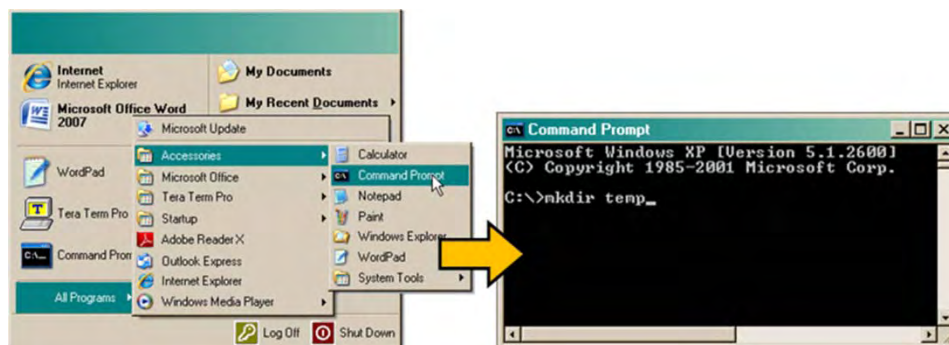 Internet
Internet Explorer
Microsoft Office Word
2007
WordPad
Tera Term Pro
Command Prom
All Programs
My Documents
My Recent Documents
Microsoft Update
Accessories
Microsoft Office
Tera Term Pro
Startup
Adobe Reader X
Outlook Express
Internet Explorer
Windows Media Player
Calculator
Command Prompt
Notepad
Paint
Windows Explorer
WordPad
System Tools
Log Off
Shut Down
Command Prompt
Microsoft Windows XP [Version 5.1.2600]
(C) Copyright 1985-2001 Microsoft Corp.
C:\>mkdir temp_